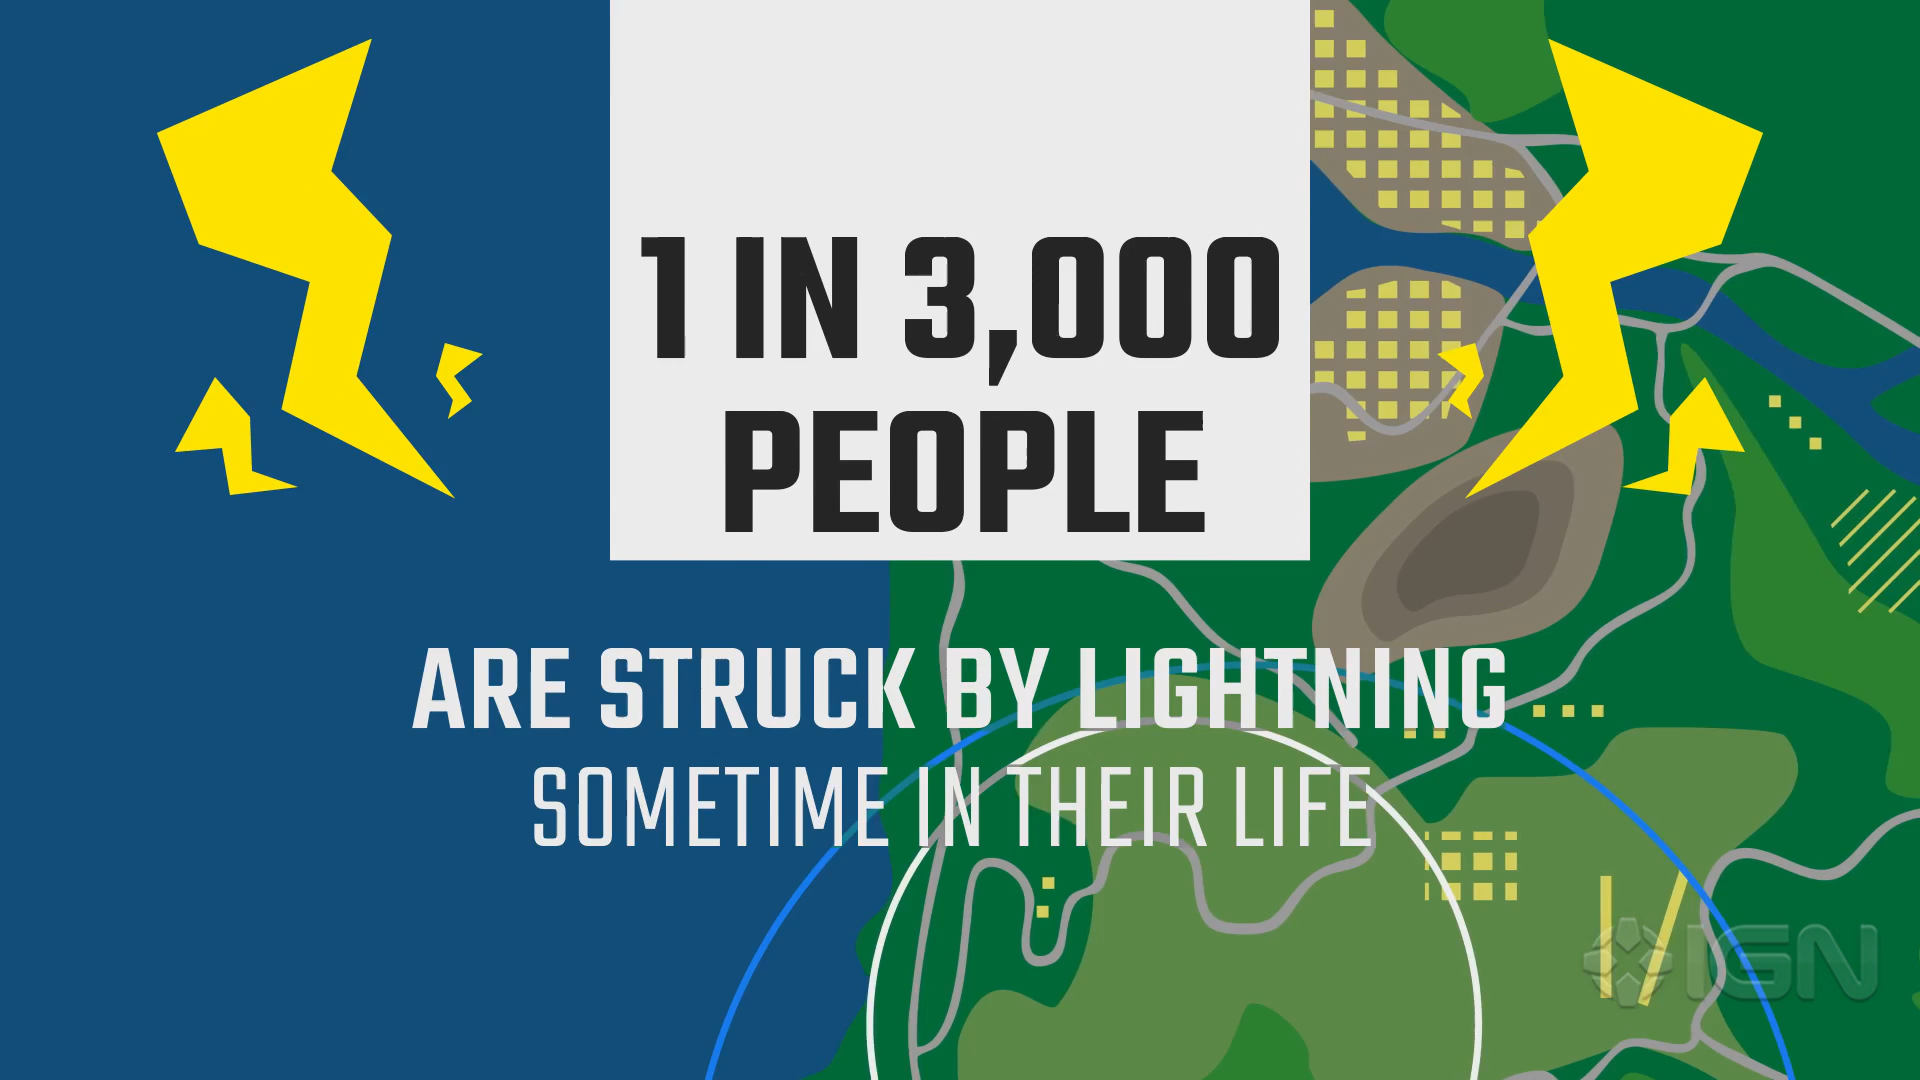 1 IN 3,000
PEOPLE
ARE STRUCK BY LIGHTNING
SOMETIME IN THEIR LIFE
IGN